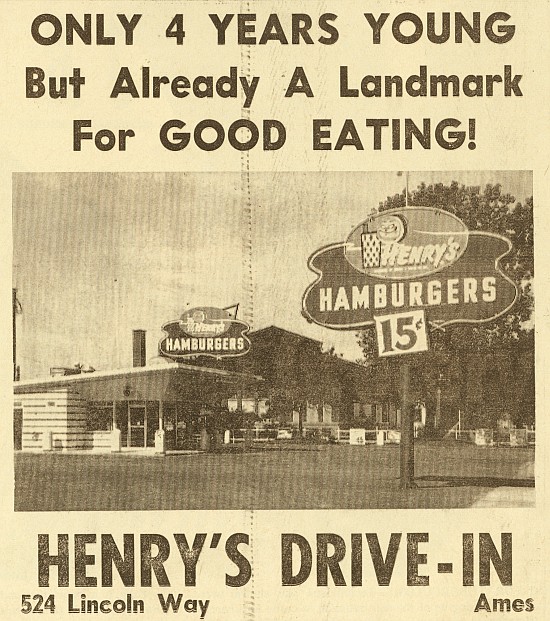 ONLY 4 YEARS YOUNG
But Already A Landmark
For GOOD EATING!
HENRY'S
HAMBURGERS
15¢
Henry's
HAMBURGERS
HENRY'S DRIVE-IN
524 Lincoln Way
Ames